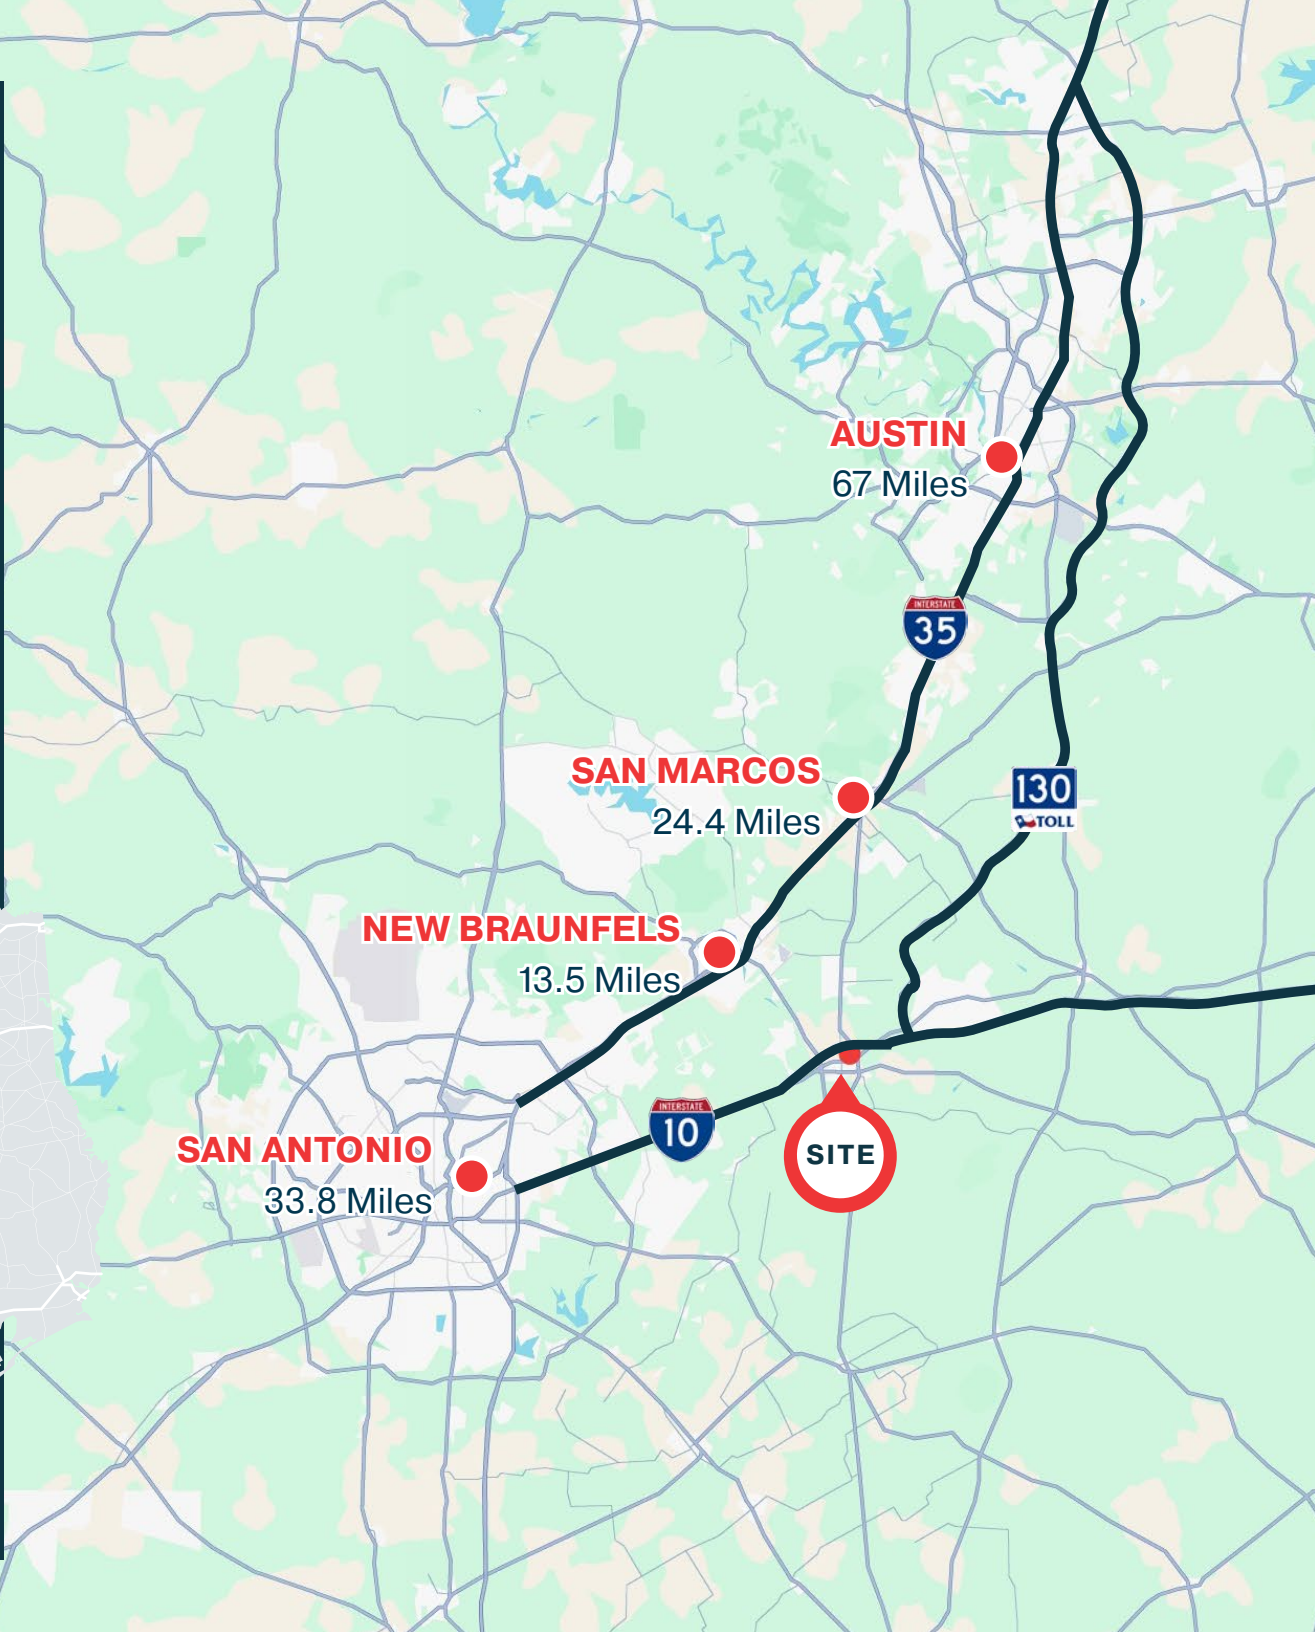 AUSTIN
67 Miles
INTERSTATE
35
SAN MARCOS
24.4 Miles
130
TOLL
NEW BRAUNFELS
13.5 Miles
INTERSTATE
10
SAN ANTONIO
33.8 Miles
SITE